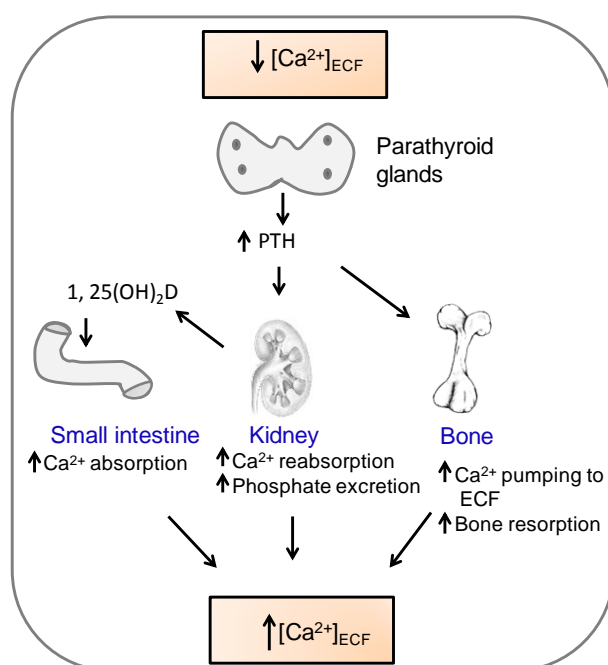 ↓ [Ca²⁺]ECF
Parathyroid
glands
↑ PTH
1, 25(OH)₂D
Small intestine
↑Ca²⁺ absorption
Kidney
↑Ca²⁺ reabsorption
↑Phosphate excretion
Bone
↑Ca²⁺ pumping to
ECF
↑Bone resorption
↑[Ca²⁺]ECF